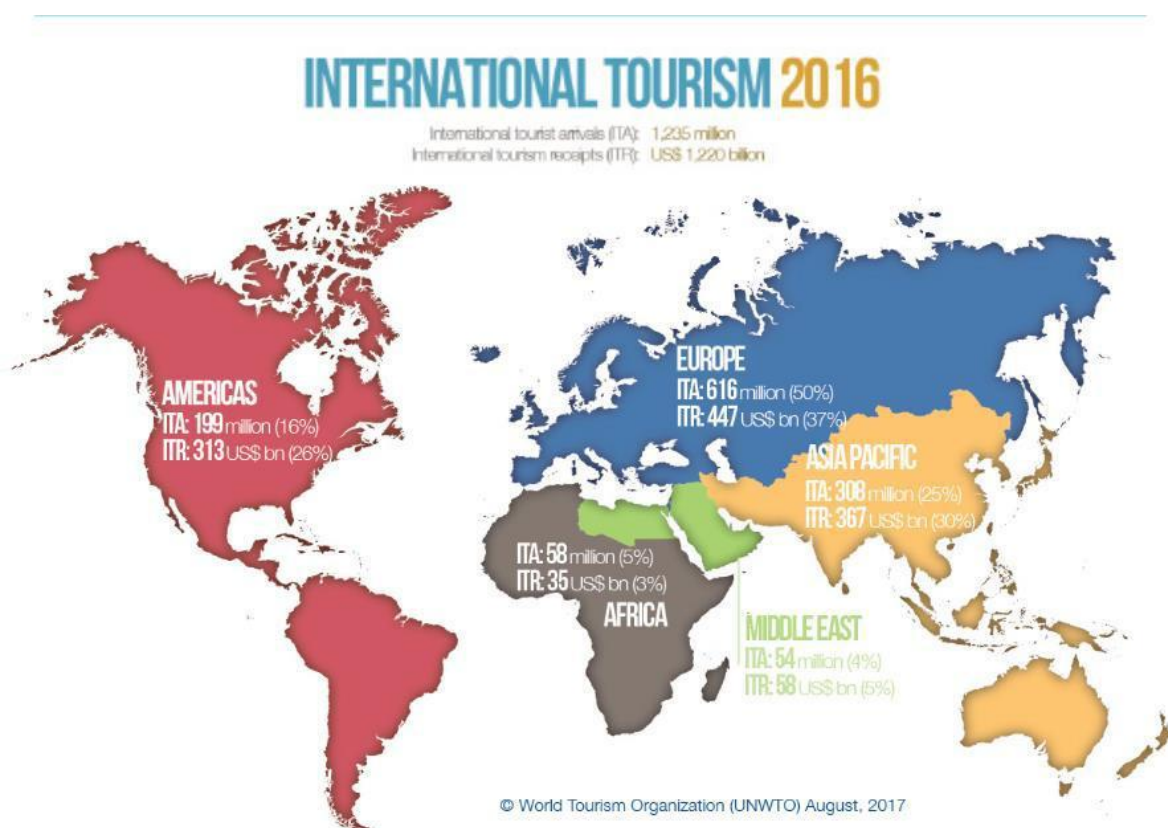 INTERNATIONAL TOURISM 2016
International tourist arrivals (ITA): 1,235 million
International tourism receipts (ITR): US$ 1,220 billion
EUROPE
ITA: 616 million (50%)
ITR: 447 US$ bn (37%)
AMERICAS
ITA: 199 million (16%)
ITR: 313 US$ bn (26%)
ASIA PACIFIC
ITA: 308 million (25%)
ITR: 367 US$ bn (30%)
ITA: 58 million (5%)
ITR: 35 US$ bn (3%)
AFRICA
MIDDLE EAST
ITA: 54 million (4%)
ITR: 58 US$ bn (5%)
© World Tourism Organization (UNWTO) August, 2017